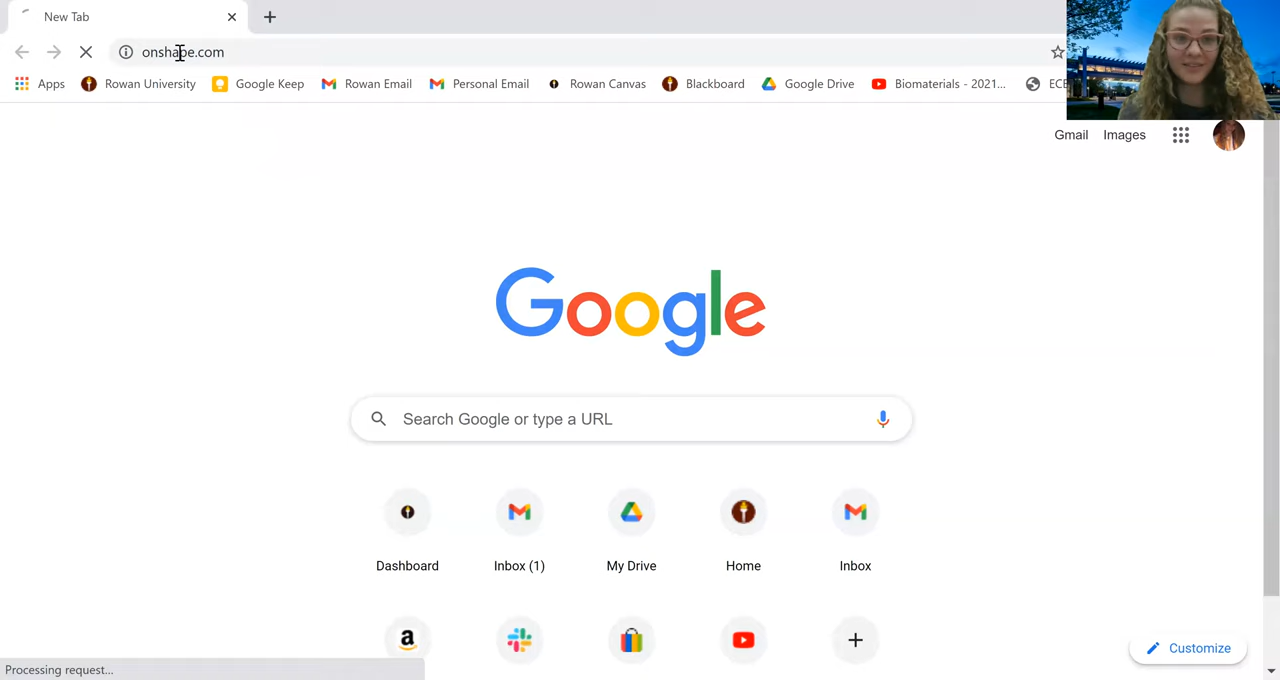 New Tab
onshape.com
Apps Rowan University Google Keep Rowan Email Personal Email Rowan Canvas Blackboard Google Drive Biomaterials - 2021...
Gmail Images
Google
Search Google or type a URL
Dashboard Inbox (1) My Drive Home Inbox
a
Customize
Processing request...